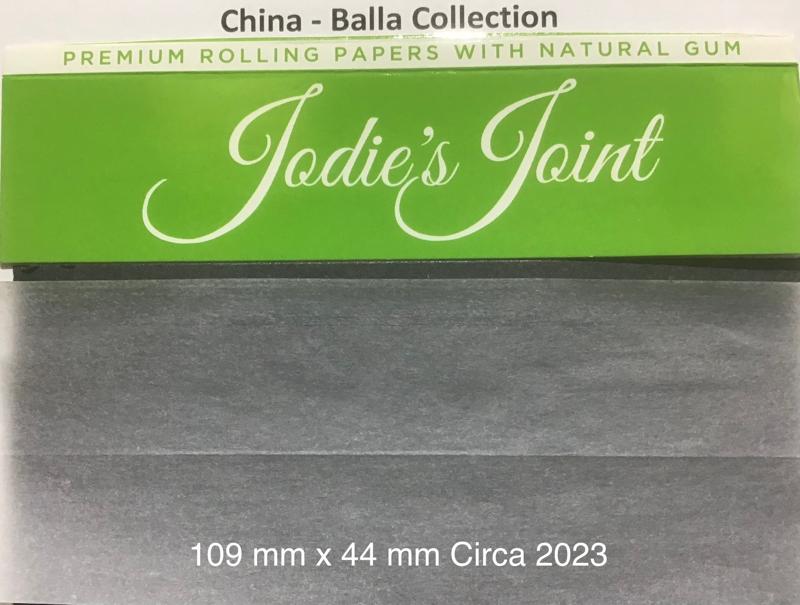 China - Balla Collection
PREMIUM ROLLING PAPERS WITH NATURAL GUM
Jodie's Joint
109 mm x 44 mm Circa 2023